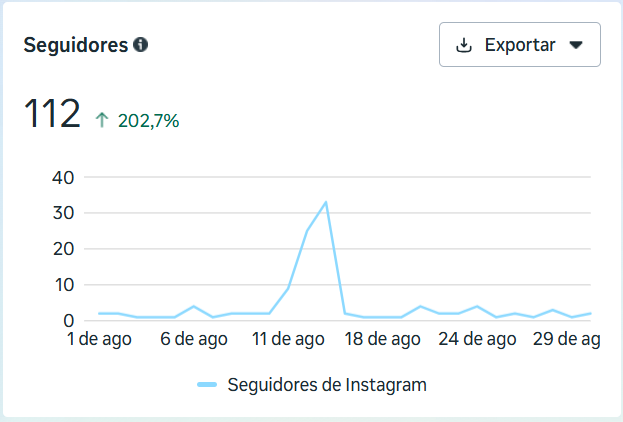 Seguidores
Exportar
112 ↑ 202,7%
40
30
20
10
0
1 de ago 6 de ago 11 de ago 18 de ago 24 de ago 29 de ag
Seguidores de Instagram